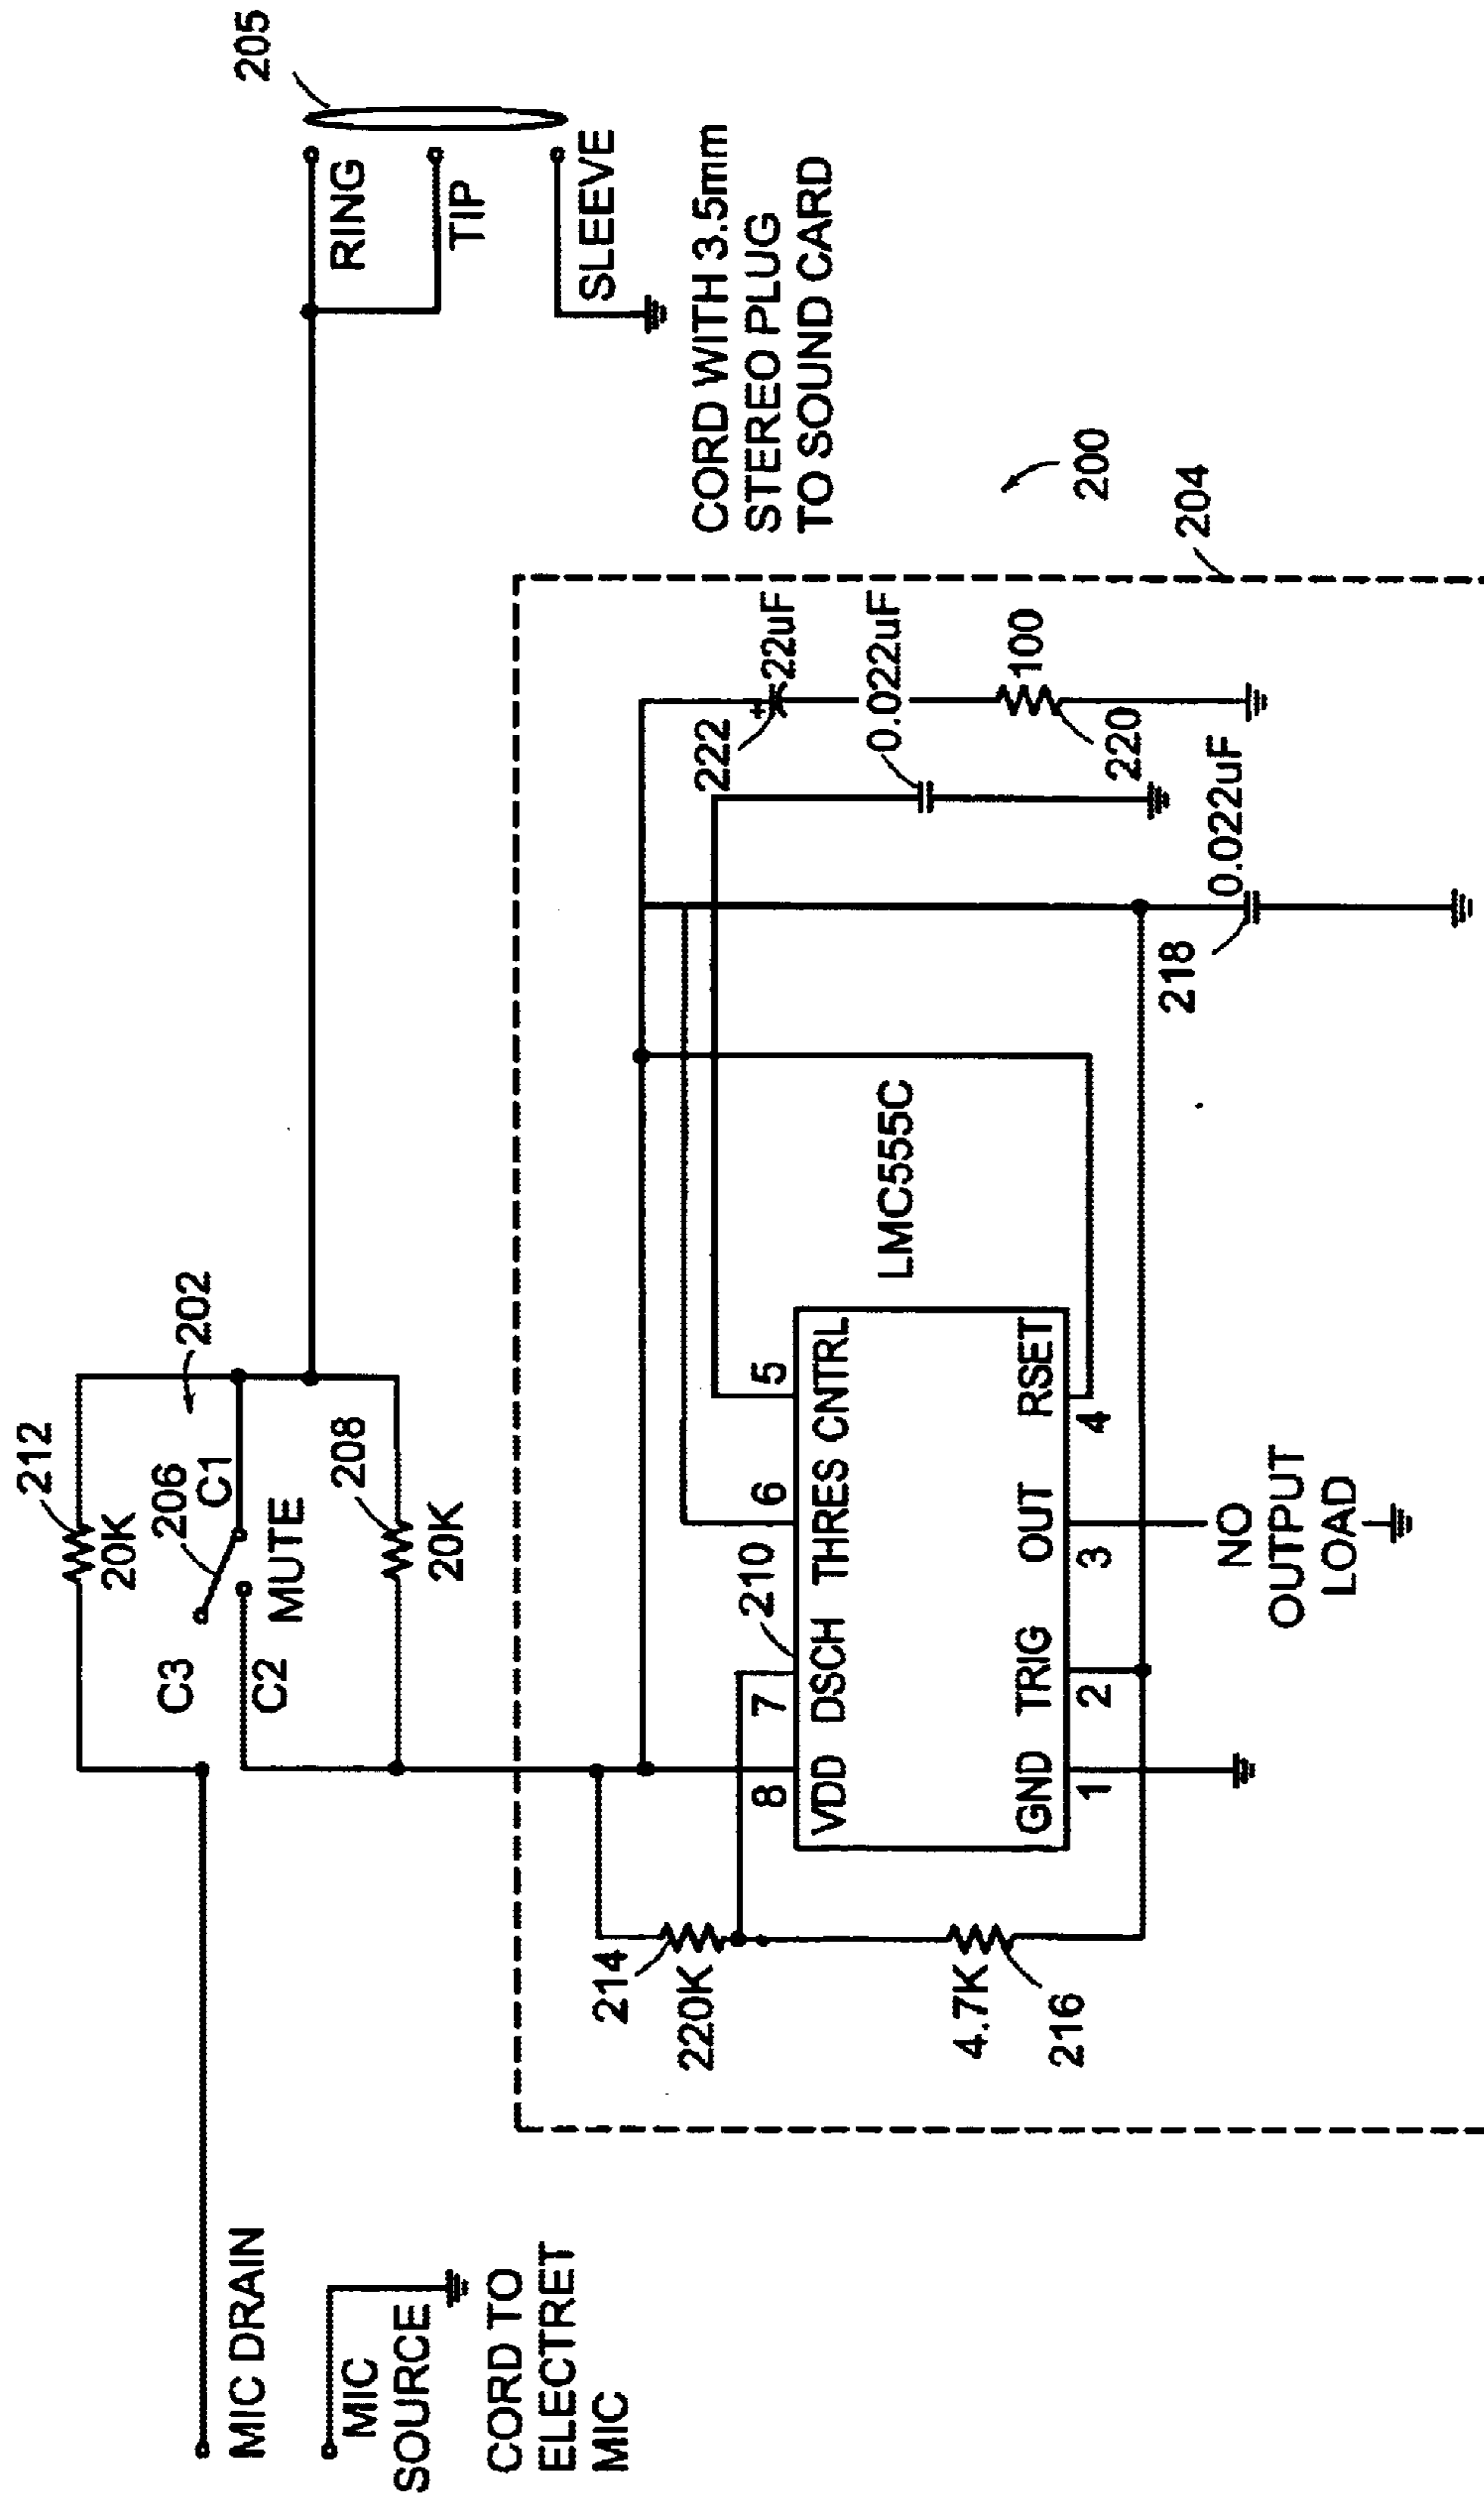 212
20K
202
206
C1
C3
MUTE
C2
208
20K
MIC DRAIN
MIC
SOURCE
CORD TO
ELECTRET
MIC
205
RING
TIP
SLEEVE
CORD WITH 3.5mm
STEREO PLUG
TO SOUND CARD
200
204
214
220K
4.7K
216
210
8
7
6
5
VDD
DSCH
THRES
CNTRL
LMC555C
GND
TRIG
OUT
RSET
1
2
3
4
NO
OUTPUT
LOAD
222
+
22uF
0.022uF
100
220
0.022uF
218